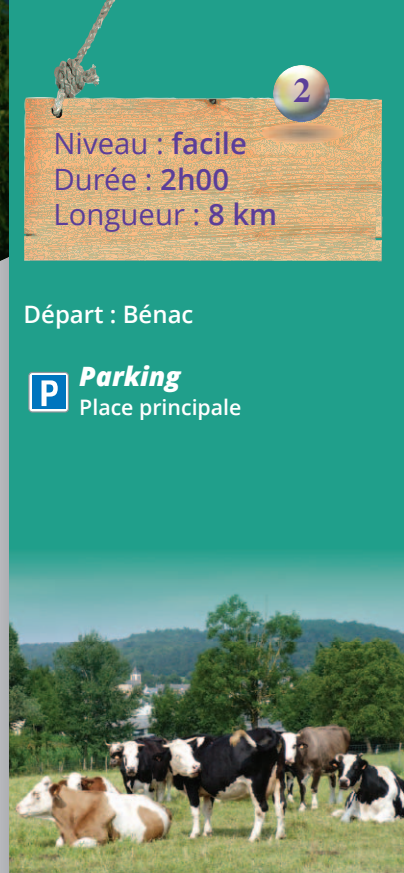 2
Niveau : facile
Durée : 2h00
Longueur : 8 km
Départ : Bénac
P
Parking
Place principale